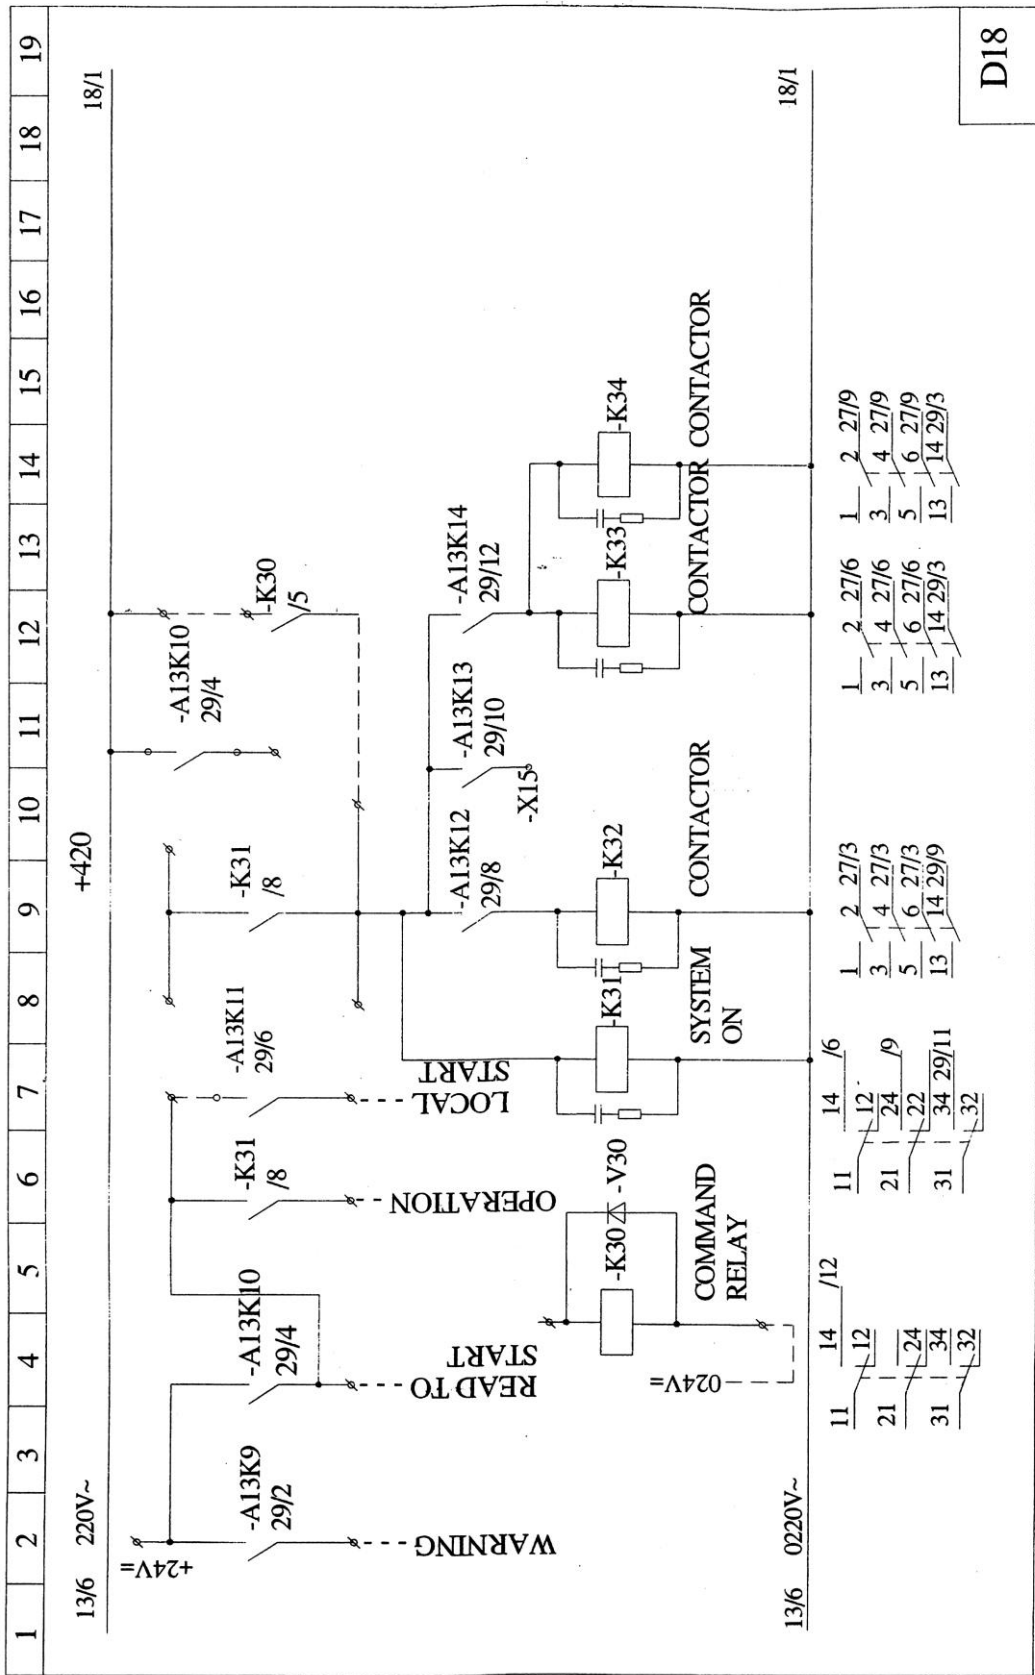 1 2 3 4 5 6 7 8 9 10 11 12 13 14 15 16 17 18 19
+420
13/6 220V~
18/1
+24V=
-A13K9
29/2
WARNING
-A13K10
29/4
READ TO
START
-K31
/8
OPERATION
-A13K11
29/6
LOCAL
START
-K31
/8
-A13K10
29/4
-K30
/5
-A13K12
29/8
-A13K13
29/10
-X15
-A13K14
29/12
024V=
-K30
-V30
COMMAND
RELAY
-K31
SYSTEM
ON
-K32
CONTACTOR
-K33
CONTACTOR
-K34
CONTACTOR
13/6 0220V~
18/1
14 /12
11 12
21 24
34
31 32
14 /6
11 12
24 /9
21 22
34 29/11
31 32
1 2 27/3
3 4 27/3
5 6 27/3
13 14 29/9
1 2 27/6
3 4 27/6
5 6 27/6
13 14 29/3
1 2 27/9
3 4 27/9
5 6 27/9
13 14 29/3
D18